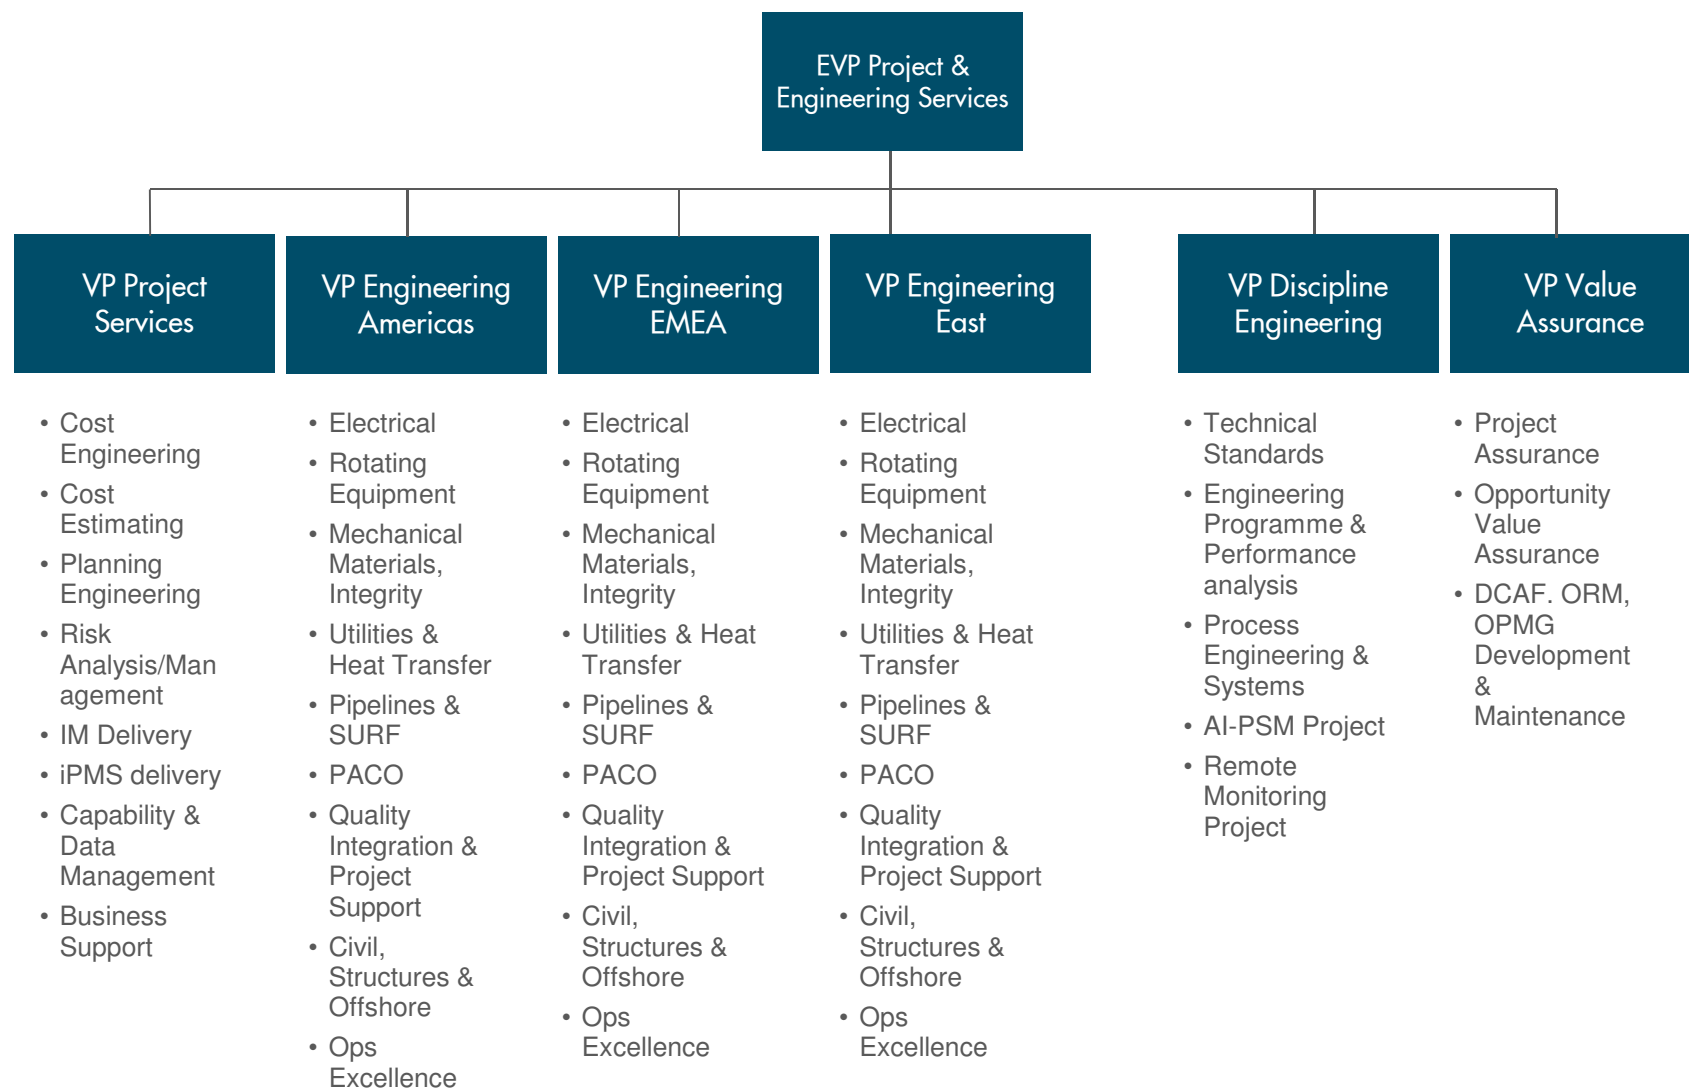 EVP Project &
Engineering Services
VP Project
Services
• Cost
Engineering
• Cost
Estimating
• Planning
Engineering
• Risk
Analysis/Man
agement
• IM Delivery
• iPMS delivery
• Capability &
Data
Management
• Business
Support
VP Engineering
Americas
• Electrical
• Rotating
Equipment
• Mechanical
Materials,
Integrity
• Utilities &
Heat Transfer
• Pipelines &
SURF
• PACO
• Quality
Integration &
Project
Support
• Civil,
Structures &
Offshore
• Ops
Excellence
VP Engineering
EMEA
• Electrical
• Rotating
Equipment
• Mechanical
Materials,
Integrity
• Utilities & Heat
Transfer
• Pipelines &
SURF
• PACO
• Quality
Integration &
Project Support
• Civil,
Structures &
Offshore
• Ops
Excellence
VP Engineering
East
• Electrical
• Rotating
Equipment
• Mechanical
Materials,
Integrity
• Utilities & Heat
Transfer
• Pipelines &
SURF
• PACO
• Quality
Integration &
Project Support
• Civil,
Structures &
Offshore
• Ops
Excellence
VP Discipline
Engineering
• Technical
Standards
• Engineering
Programme &
Performance
analysis
• Process
Engineering &
Systems
• AI-PSM Project
• Remote
Monitoring
Project
VP Value
Assurance
• Project
Assurance
• Opportunity
Value
Assurance
• DCAF. ORM,
OPMG
Development
&
Maintenance